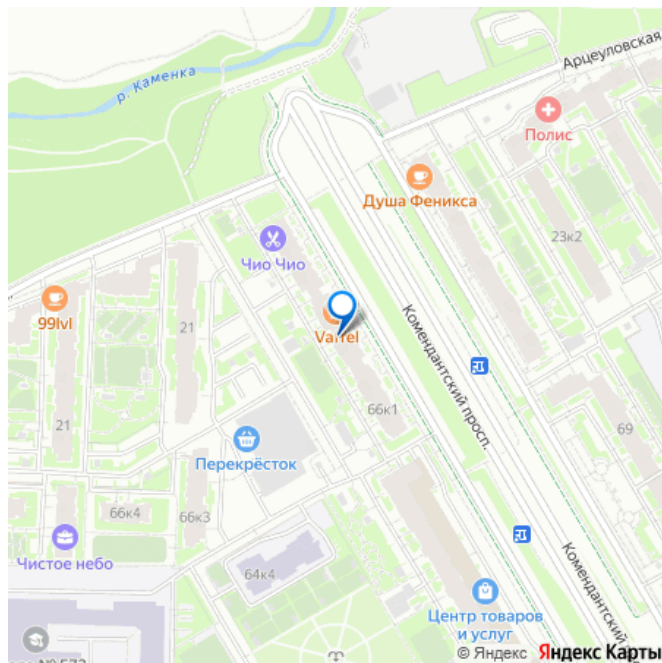 Арцеуловская
р. Каменка
Полис
Душа Феникса
23к2
Чио Чио
99lvl
21
Комендантский просп.
66к1
21
69
Перекрёсток
66к4
66к3
Чистое небо
64к4
Комендантский
Центр товаров
и услуг
© Яндекс Яндекс Карты